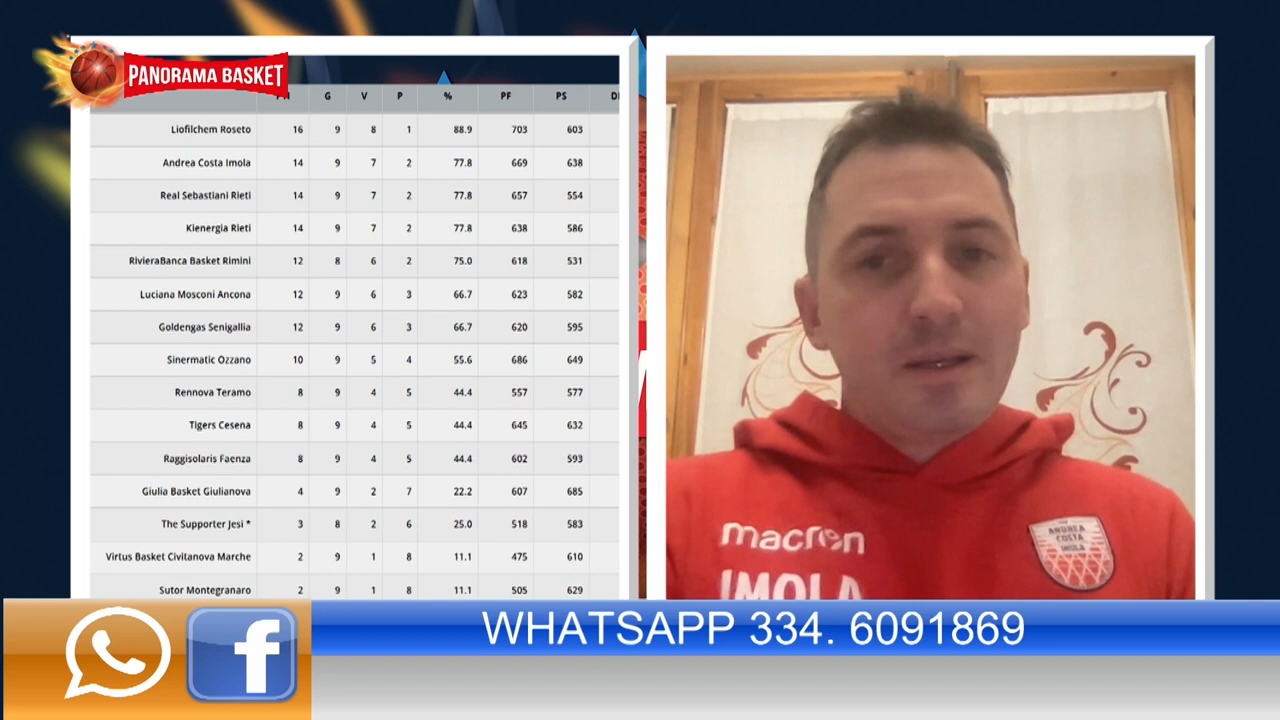 PANORAMA BASKET
G V P % PF PS
Liofilchem Roseto 16 9 8 1 88.9 703 603
Andrea Costa Imola 14 9 7 2 77.8 669 638
Real Sebastiani Rieti 14 9 7 2 77.8 657 554
Kienergia Rieti 14 9 7 2 77.8 638 586
RivieraBanca Basket Rimini 12 8 6 2 75.0 618 531
Luciana Mosconi Ancona 12 9 6 3 66.7 623 582
Goldengas Senigallia 12 9 6 3 66.7 620 595
Sinermatic Ozzano 10 9 5 4 55.6 686 649
Rennova Teramo 8 9 4 5 44.4 557 577
Tigers Cesena 8 9 4 5 44.4 645 632
Raggisolaris Faenza 8 9 4 5 44.4 602 593
Giulia Basket Giulianova 4 9 2 7 22.2 607 685
The Supporter Jesi * 3 8 2 6 25.0 518 583
Virtus Basket Civitanova Marche 2 9 1 8 11.1 475 610
Sutor Montegranaro 2 9 1 8 11.1 505 629
macron
IMOLA
ANDREA
COSTA
IMOLA
f
WHATSAPP 334. 6091869